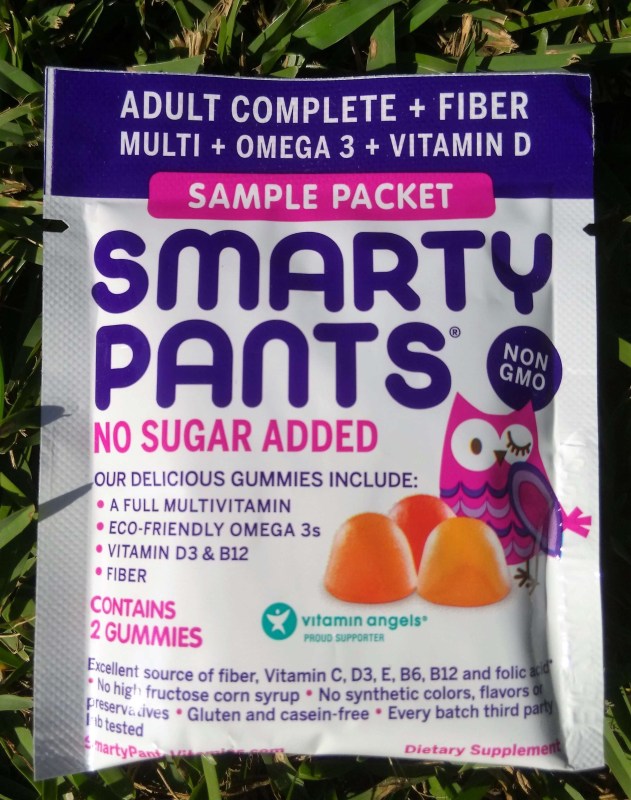 ADULT COMPLETE + FIBER
MULTI + OMEGA 3 + VITAMIN D
SAMPLE PACKET
SMARTY
PANTS®
NON
GMO
NO SUGAR ADDED
OUR DELICIOUS GUMMIES INCLUDE:
• A FULL MULTIVITAMIN
• ECO-FRIENDLY OMEGA 3s
• VITAMIN D3 & B12
• FIBER
CONTAINS
2 GUMMIES
vitamin angels®
PROUD SUPPORTER
Excellent source of fiber, Vitamin C, D3, E, B6, B12 and folic acid*
* No high fructose corn syrup * No synthetic colors, flavors or
preservatives * Gluten and casein-free * Every batch third party
lab tested
SmartyPantsVitamins.com
Dietary Supplement